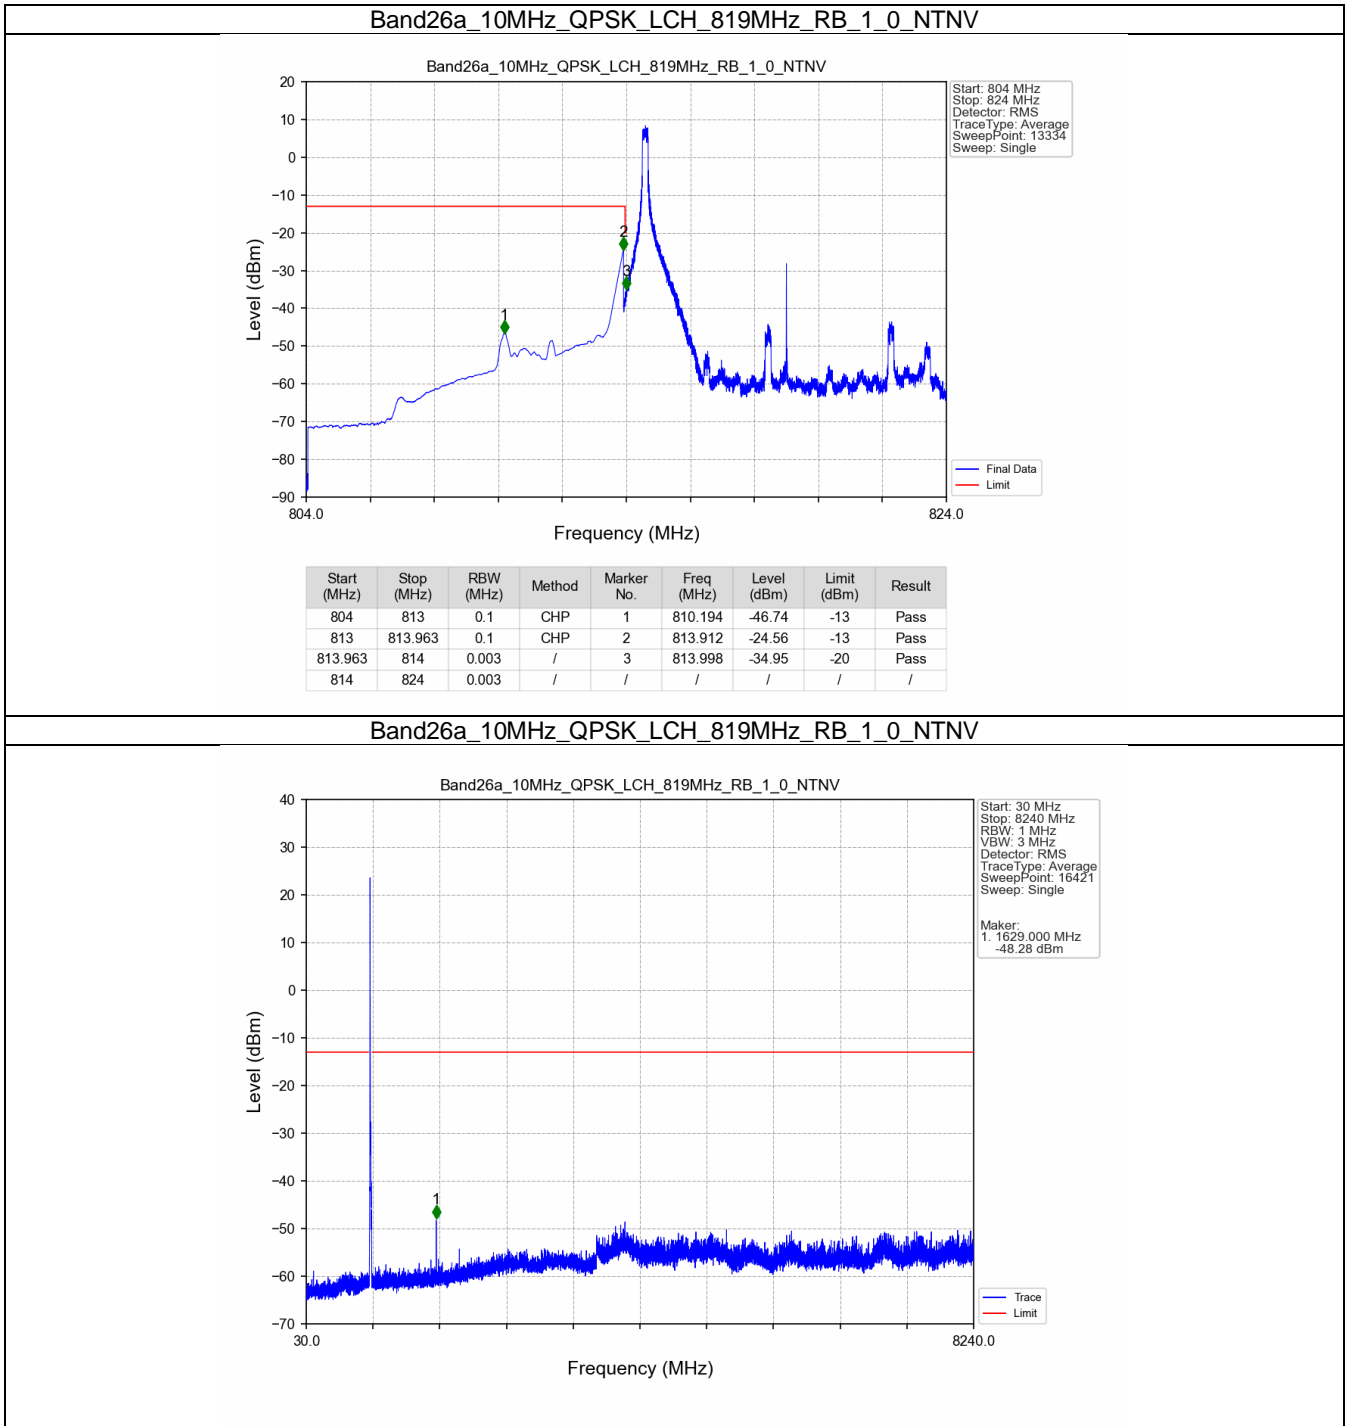 Band26a_10MHz_QPSK_LCH_819MHz_RB_1_0_NTNV
Band26a_10MHz_QPSK_LCH_819MHz_RB_1_0_NTNV
Start: 804 MHz
Stop: 824 MHz
Detector: RMS
TraceType: Average
SweepPoint: 13334
Sweep: Single
20
10
0
−10
−20
−30
−40
−50
−60
−70
−80
−90
Level (dBm)
1
2
3
804.0
824.0
Frequency (MHz)
Final Data
Limit
Start (MHz) Stop (MHz) RBW (MHz) Method Marker No. Freq (MHz) Level (dBm) Limit (dBm) Result
804 813 0.1 CHP 1 810.194 -46.74 -13 Pass
813 813.963 0.1 CHP 2 813.912 -24.56 -13 Pass
813.963 814 0.003 / 3 813.998 -34.95 -20 Pass
814 824 0.003 / / / / / /
Band26a_10MHz_QPSK_LCH_819MHz_RB_1_0_NTNV
Band26a_10MHz_QPSK_LCH_819MHz_RB_1_0_NTNV
Start: 30 MHz
Stop: 8240 MHz
RBW: 1 MHz
VBW: 3 MHz
Detector: RMS
TraceType: Average
SweepPoint: 16421
Sweep: Single
Maker:
1. 1629.000 MHz
-48.28 dBm
40
30
20
10
0
−10
−20
−30
−40
−50
−60
−70
Level (dBm)
1
30.0
8240.0
Frequency (MHz)
Trace
Limit